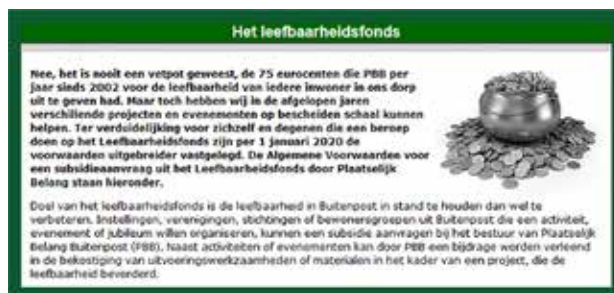 Het leefbaarheidsfonds
Nee, het is nooit een vetpot geweest, de 75 eurocenten die PBB per
jaar sinds 2002 voor de leefbaarheid van iedere inwoner in ons dorp
uit te geven had. Maar toch hebben wij in de afgelopen jaren
verschillende projecten en evenementen op bescheiden schaal kunnen
helpen. Ter verduidelijking voor zichzelf en degenen die een beroep
doen op het Leefbaarheidsfonds zijn per 1 januari 2020 de
voorwaarden uitgebreider vastgelegd. De Algemene Voorwaarden voor
een subsidieaanvraag uit het Leefbaarheidsfonds door Plaatselijk
Belang staan hieronder.
Doel van het leefbaarheidsfonds is de leefbaarheid in Buitenpost in stand te houden dan wel te
verbeteren. Instellingen, verenigingen, stichtingen of bewonersgroepen uit Buitenpost die een activiteit,
evenement of jubileum willen organiseren, kunnen een subsidie aanvragen bij het bestuur van Plaatselijk
Belang Buitenpost (PBB). Naast activiteiten of evenementen kan door PBB een bijdrage worden verleend
in de bekostiging van uitvoeringswerkzaamheden of materialen in het kader van een project, die de
leefbaarheid bevorderd.